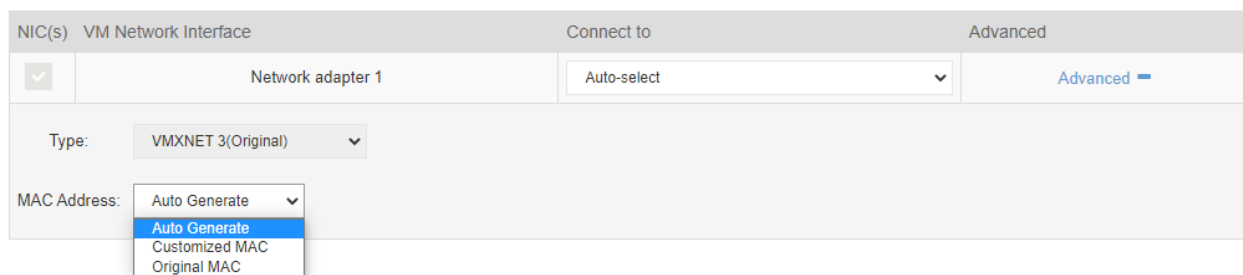 NIC(s) VM Network Interface Connect to Advanced
Network adapter 1 Auto-select Advanced
Type: VMXNET 3(Original)
MAC Address: Auto Generate
Auto Generate
Customized MAC
Original MAC